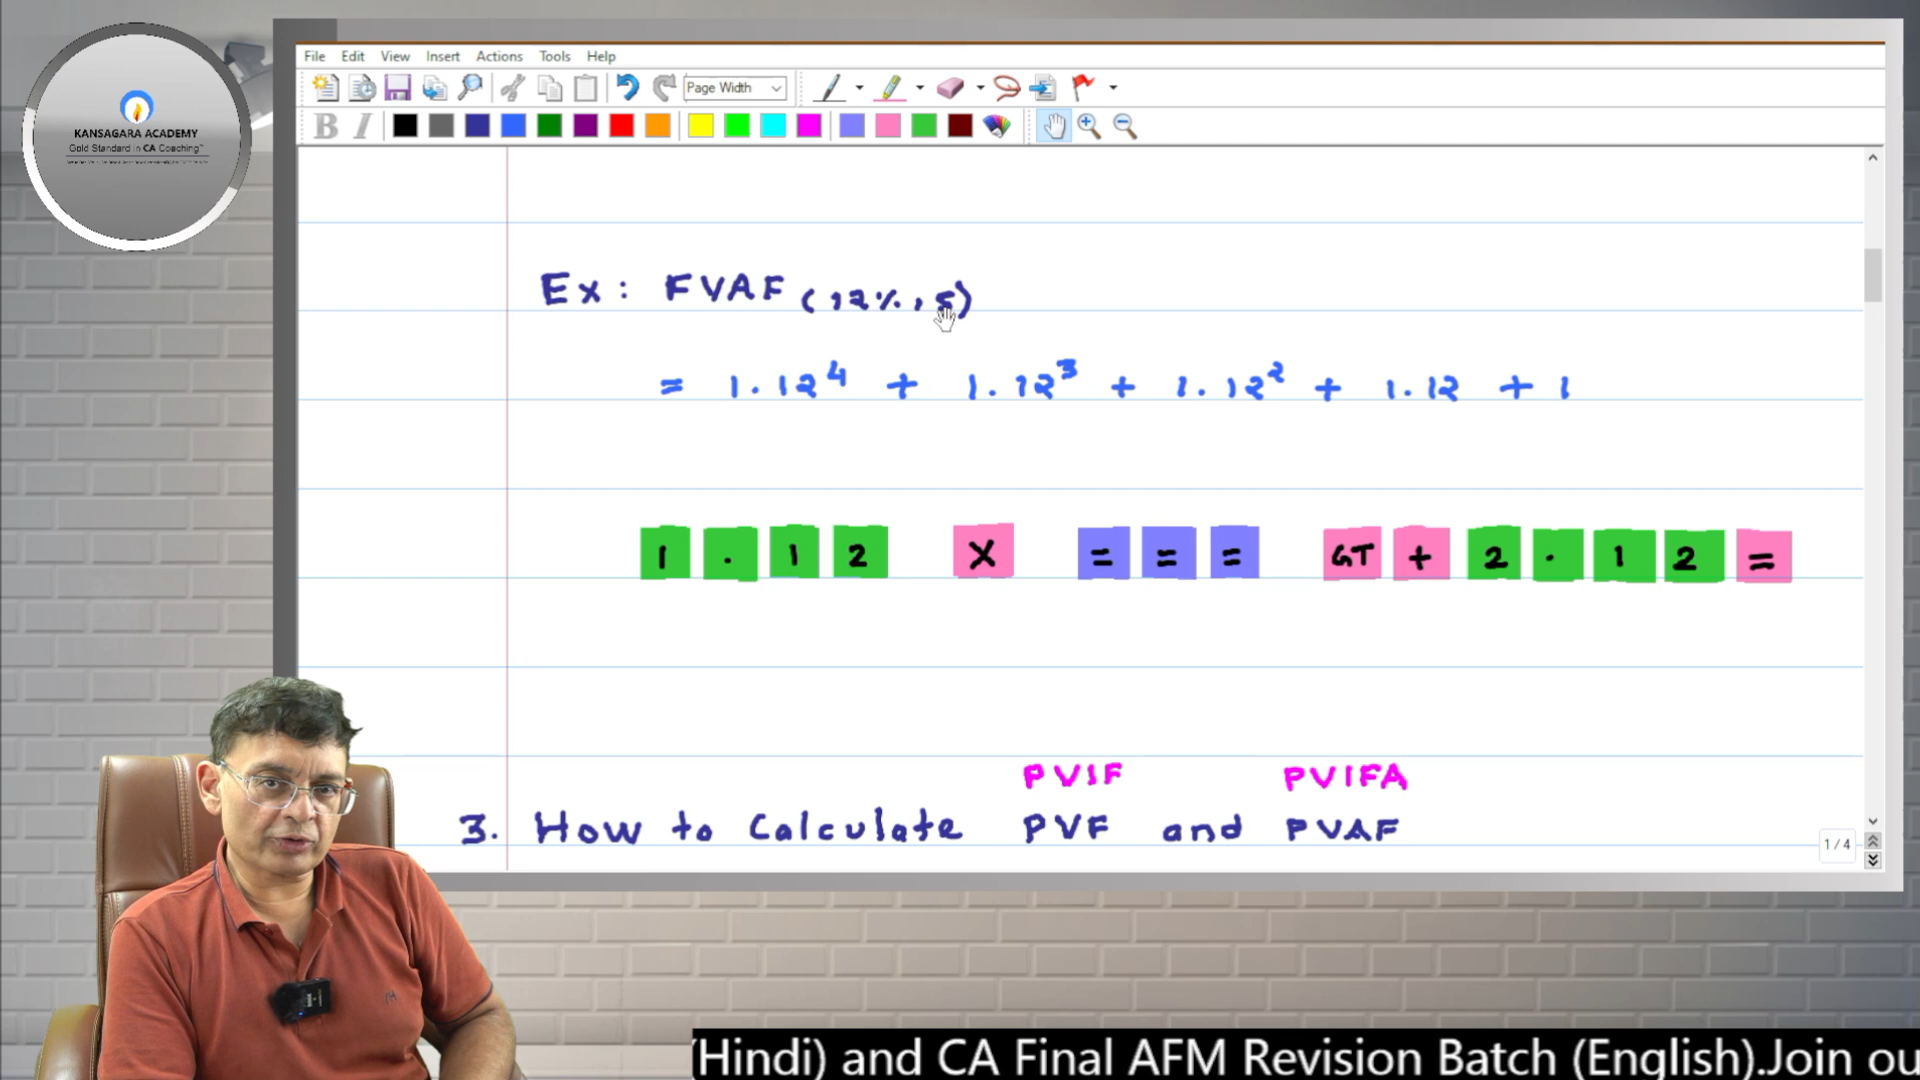 KANSAGARA ACADEMY
Gold Standard in CA Coaching™
File Edit View Insert Actions Tools Help
Page Width
B I
Ex: FVAF (12%, 5)
= 1.12⁴ + 1.12³ + 1.12² + 1.12 + 1
1 . 1 2 X = = = GT + 2 . 1 2 =
PVIF PVIFA
3. How to Calculate PVF and PVAF
1 / 4
(Hindi) and CA Final AFM Revision Batch (English).Join ou